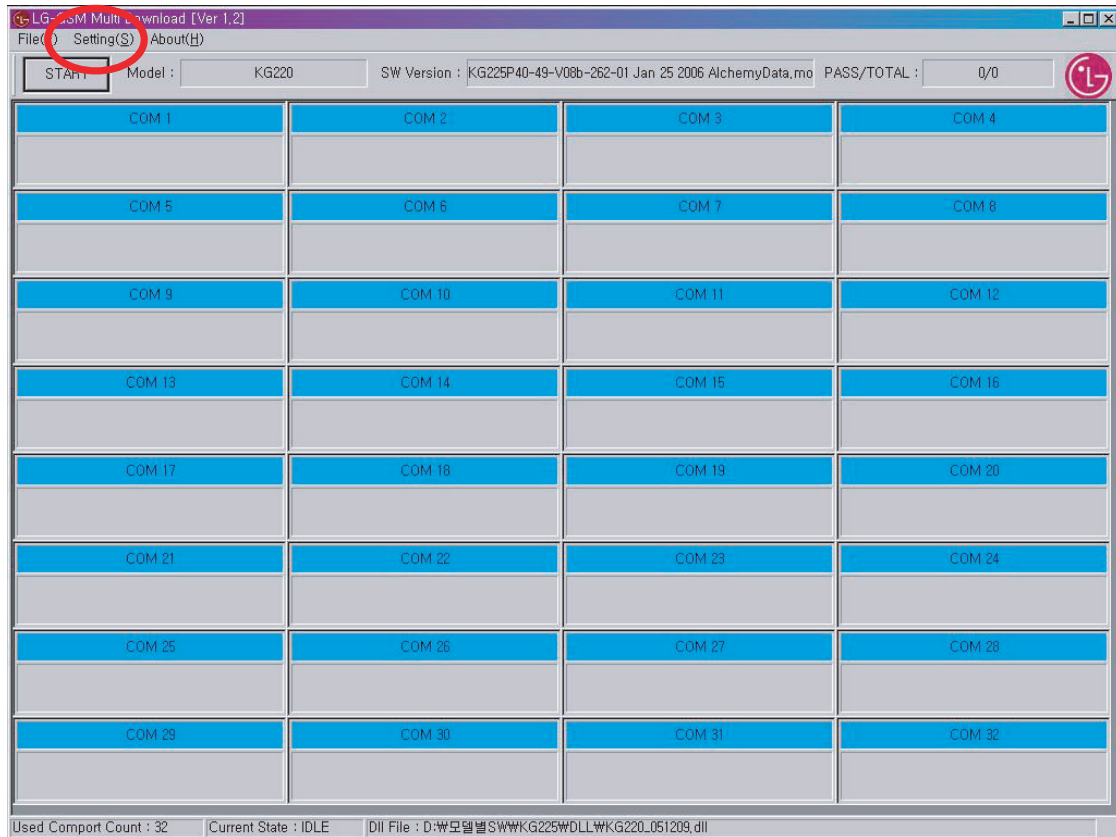 LG-GSM Multi Download [Ver 1,2]
File( ) Setting(S) About(H)
START Model : KG220 SW Version : KG225P40-49-V08b-262-01 Jan 25 2006 AlchemyData,mo PASS/TOTAL : 0/0
COM 1 COM 2 COM 3 COM 4
COM 5 COM 6 COM 7 COM 8
COM 9 COM 10 COM 11 COM 12
COM 13 COM 14 COM 15 COM 16
COM 17 COM 18 COM 19 COM 20
COM 21 COM 22 COM 23 COM 24
COM 25 COM 26 COM 27 COM 28
COM 29 COM 30 COM 31 COM 32
Used Comport Count : 32 Current State : IDLE Dll File : D:₩모델별SW₩KG225₩DLL₩KG220_051209,dll